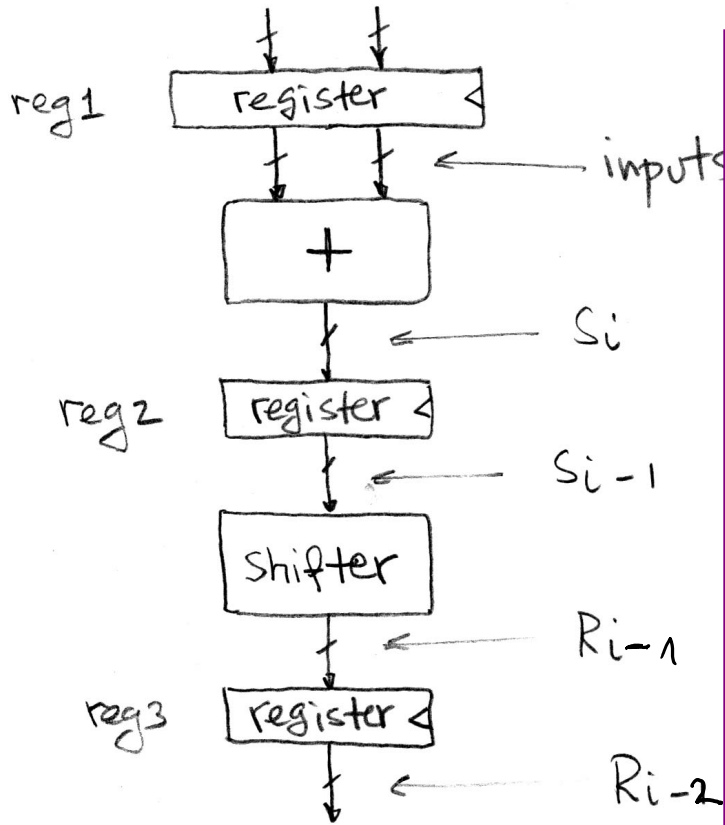 reg1
register
inputs
+
Si
reg2
register
Si-1
Shifter
Ri-1
reg3
register
Ri-2